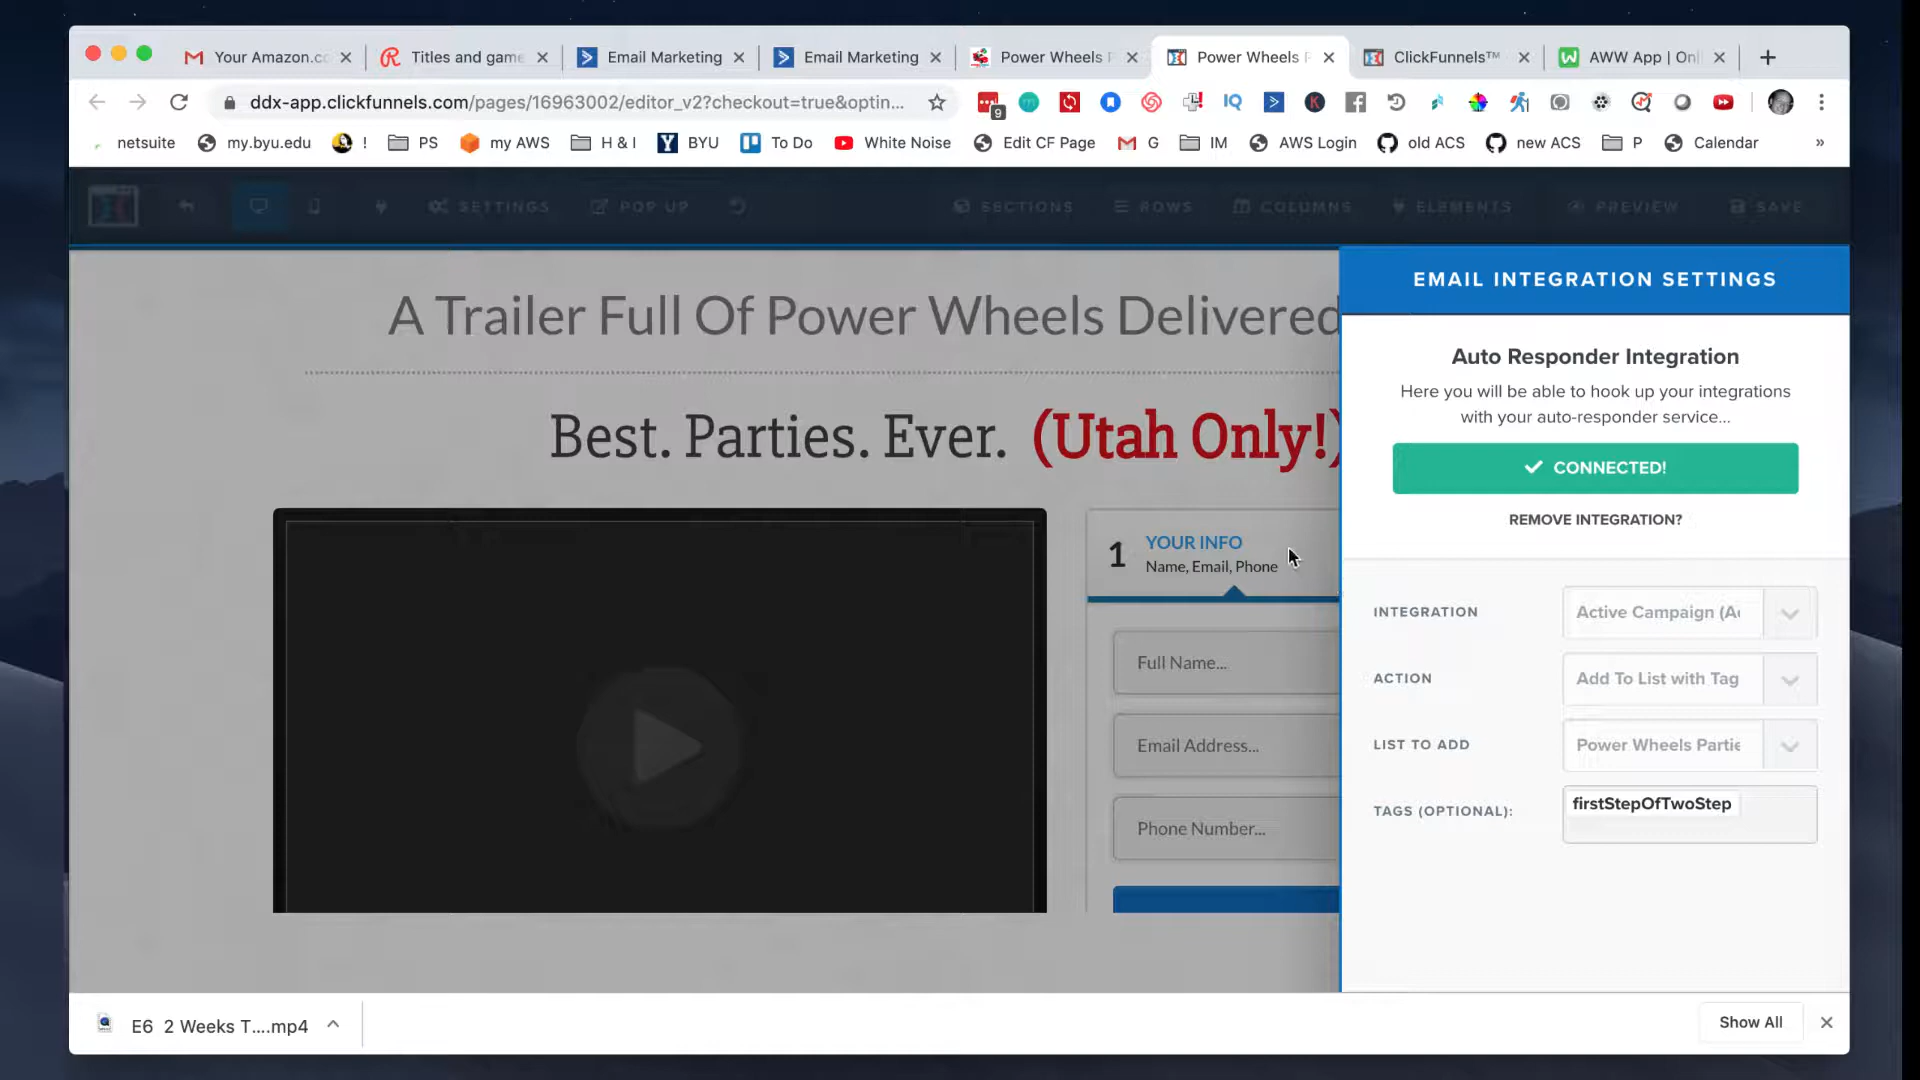 Your Amazon.co
Titles and game
Email Marketing
Email Marketing
Power Wheels P
Power Wheels P
ClickFunnels™
AWW App | Onl
ddx-app.clickfunnels.com/pages/16963002/editor_v2?checkout=true&optin...
9
IQ
K
netsuite
my.byu.edu
!
PS
my AWS
H & I
Y
BYU
To Do
White Noise
Edit CF Page
G
IM
AWS Login
old ACS
new ACS
P
Calendar
»
SETTINGS
POP UP
SECTIONS
ROWS
COLUMNS
ELEMENTS
PREVIEW
SAVE
A Trailer Full Of Power Wheels Delivered
Best. Parties. Ever. (Utah Only!)
1
YOUR INFO
Name, Email, Phone
Full Name...
Email Address...
Phone Number...
EMAIL INTEGRATION SETTINGS
Auto Responder Integration
Here you will be able to hook up your integrations
with your auto-responder service...
CONNECTED!
REMOVE INTEGRATION?
INTEGRATION
Active Campaign (A
ACTION
Add To List with Tag
LIST TO ADD
Power Wheels Partie
TAGS (OPTIONAL):
firstStepOfTwoStep
E6 2 Weeks T....mp4
Show All